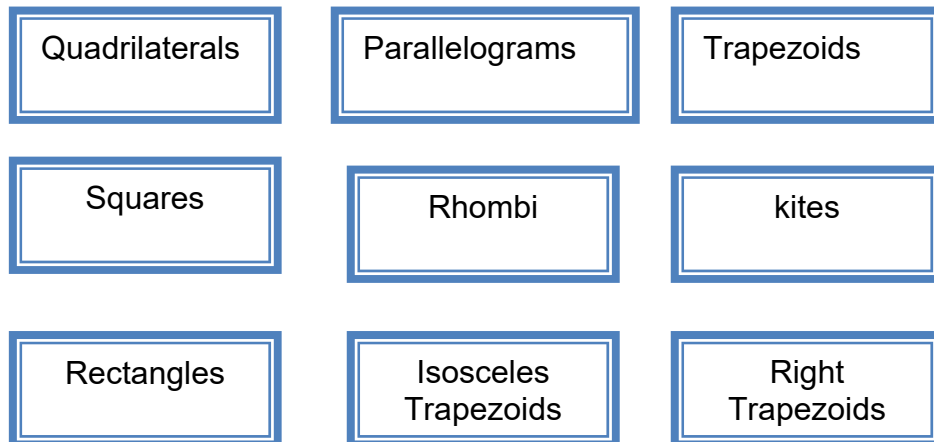 Quadrilaterals
Parallelograms
Trapezoids
Squares
Rhombi
kites
Rectangles
Isosceles
Trapezoids
Right
Trapezoids